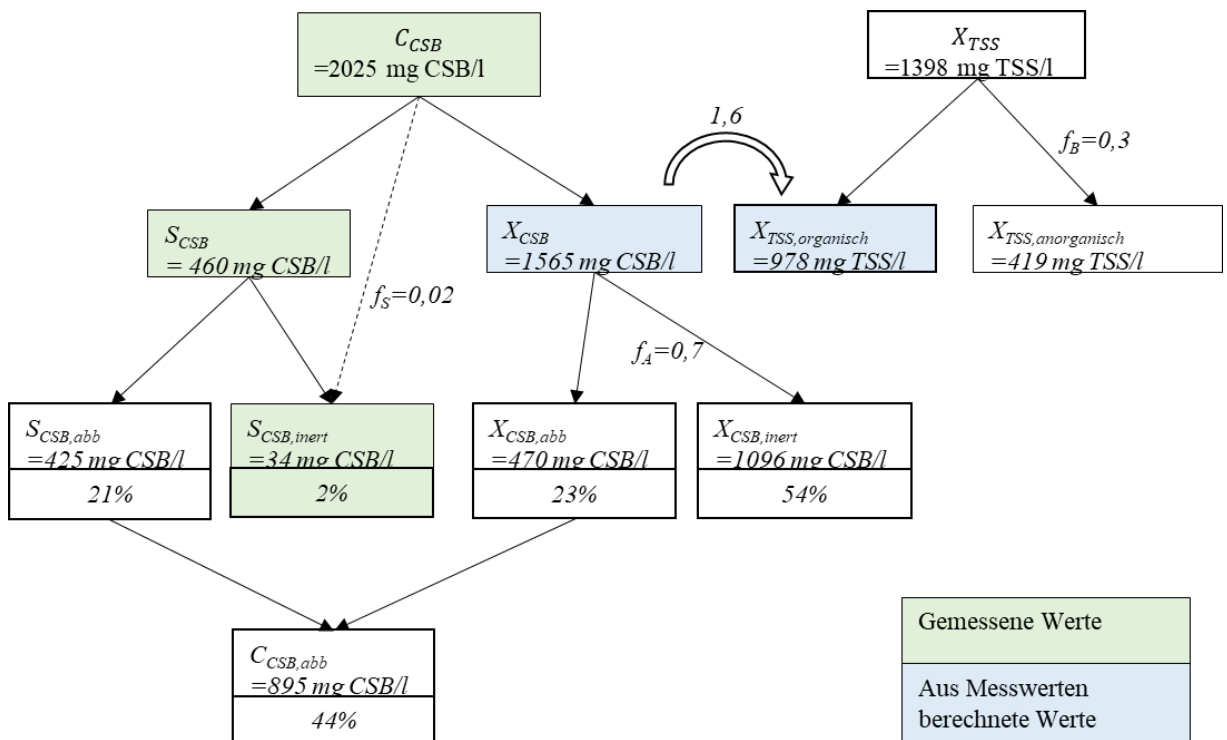 C_CSB
=2025 mg CSB/l
X_TSS
=1398 mg TSS/l
1,6
f_B=0,3
S_CSB
= 460 mg CSB/l
X_CSB
=1565 mg CSB/l
X_TSS,organisch
=978 mg TSS/l
X_TSS,anorganisch
=419 mg TSS/l
f_S=0,02
f_A=0,7
S_CSB,abb
=425 mg CSB/l
21%
S_CSB,inert
=34 mg CSB/l
2%
X_CSB,abb
=470 mg CSB/l
23%
X_CSB,inert
=1096 mg CSB/l
54%
C_CSB,abb
=895 mg CSB/l
44%
Gemessene Werte
Aus Messwerten
berechnete Werte